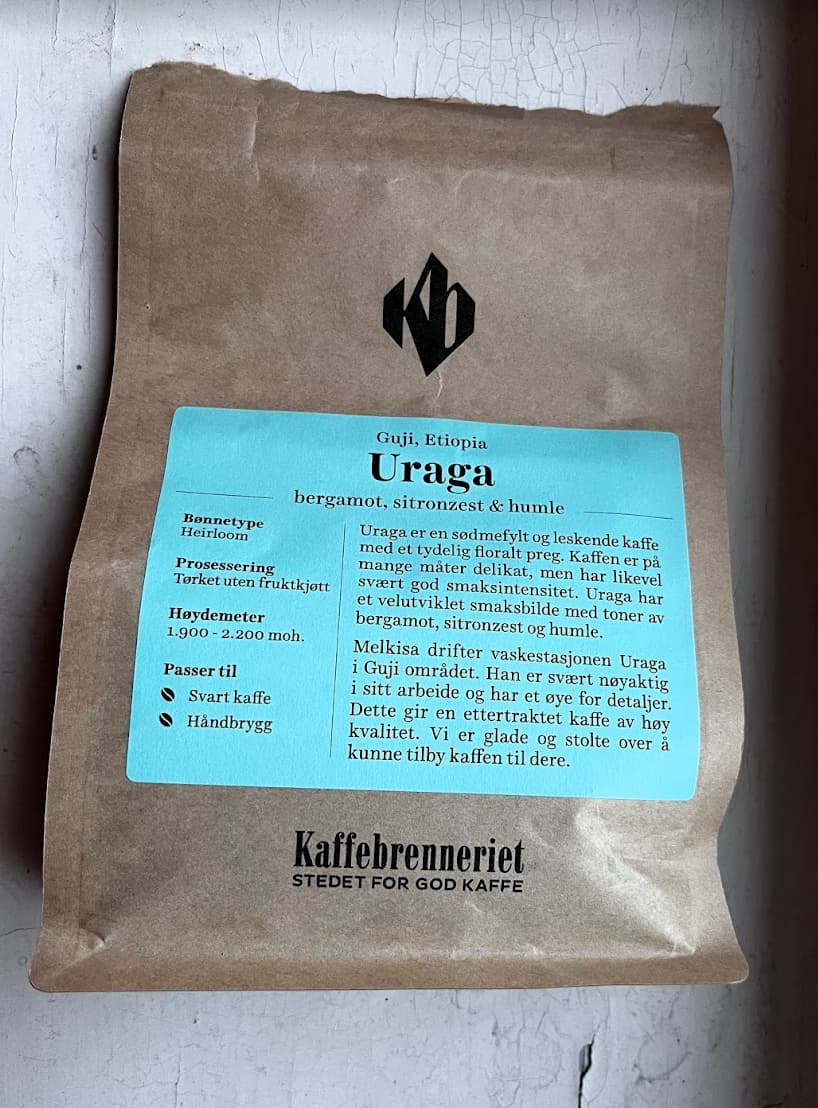 Kb
Guji, Etiopia
Uraga
bergamot, sitronzest & humle
Bønnetype
Heirloom
Prosessering
Tørket uten fruktkjøtt
Høydemeter
1.900 - 2.200 moh.
Passer til
Svart kaffe
Håndbrygg
Uraga er en sødmefylt og leskende kaffe
med et tydelig floralt preg. Kaffen er på
mange måter delikat, men har likevel
svært god smaksintensitet. Uraga har
et velutviklet smaksbilde med toner av
bergamot, sitronzest og humle.
Melkisa drifter vaskestasjonen Uraga
i Guji området. Han er svært nøyaktig
i sitt arbeide og har et øye for detaljer.
Dette gir en ettertraktet kaffe av høy
kvalitet. Vi er glade og stolte over å
kunne tilby kaffen til dere.
Kaffebrenneriet
STEDET FOR GOD KAFFE